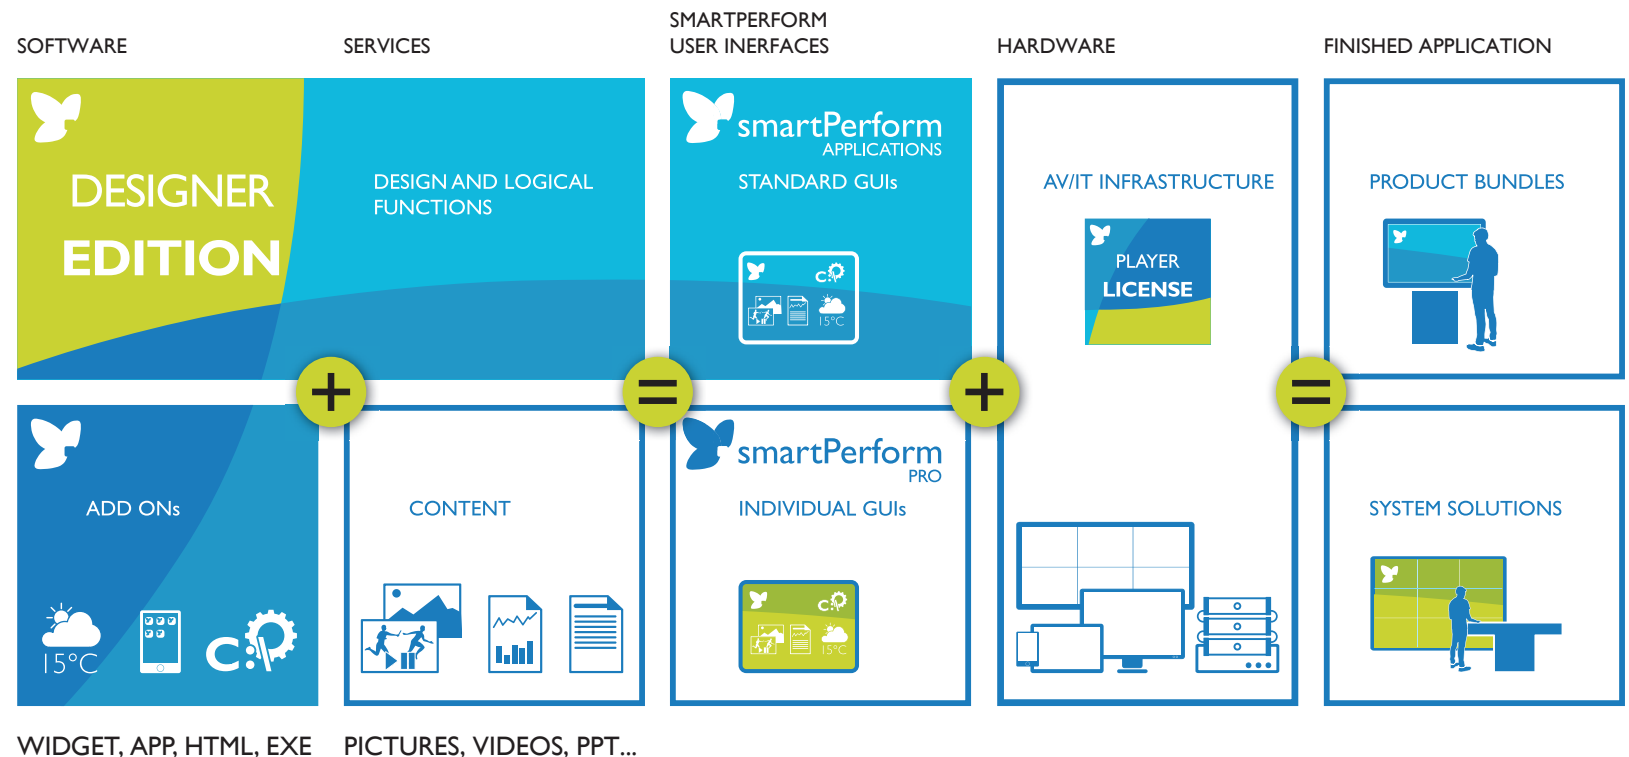 SOFTWARE
SERVICES
SMARTPERFORM
USER INERFACES
HARDWARE
FINISHED APPLICATION
DESIGNER
EDITION
DESIGN AND LOGICAL
FUNCTIONS
smartPerform
APPLICATIONS
STANDARD GUIs
c:
15°C
AV/IT INFRASTRUCTURE
PLAYER
LICENSE
PRODUCT BUNDLES
+
=
+
=
ADD ONs
15°C
c:\
CONTENT
smartPerform
PRO
INDIVIDUAL GUIs
c:
15°C
SYSTEM SOLUTIONS
WIDGET, APP, HTML, EXE
PICTURES, VIDEOS, PPT...